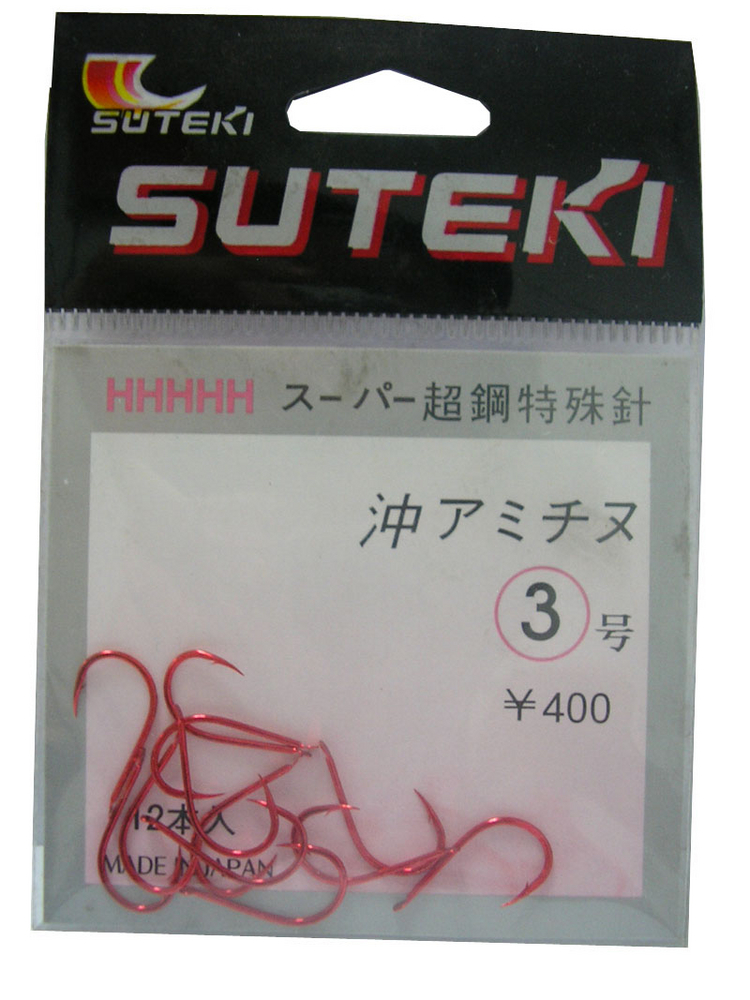 SUTEKI
SUTEKI
HHHHH スーパー超鋼特殊針
沖アミチヌ
3号
￥400
12本入
MADE IN JAPAN